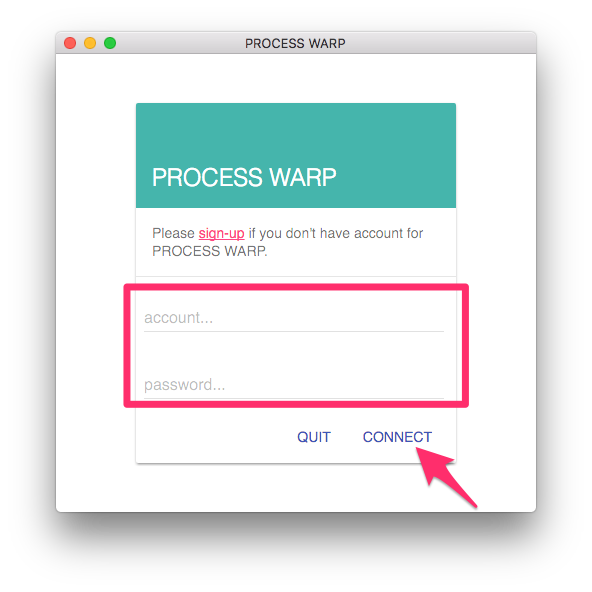 PROCESS WARP
PROCESS WARP
Please sign-up if you don't have account for
PROCESS WARP.
account...
password...
QUIT CONNECT